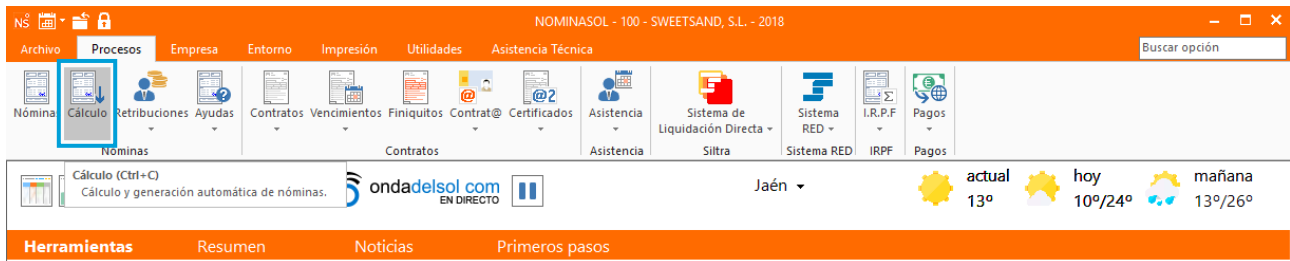 NOMINASOL - 100 - SWEETSAND, S.L. - 2018
Archivo Procesos Empresa Entorno Impresión Utilidades Asistencia Técnica Buscar opción
Nóminas Cálculo Retribuciones Ayudas Contratos Vencimientos Finiquitos Contrat@ Certificados Asistencia Sistema de Liquidación Directa Sistema RED I.R.P.F Pagos
Nóminas Contratos Asistencia Siltra Sistema RED IRPF Pagos
Cálculo (Ctrl+C)
Cálculo y generación automática de nóminas.
ondadelsol com
EN DIRECTO
Jaén
actual hoy mañana
13º 10º/24º 13º/26º
Herramientas Resumen Noticias Primeros pasos